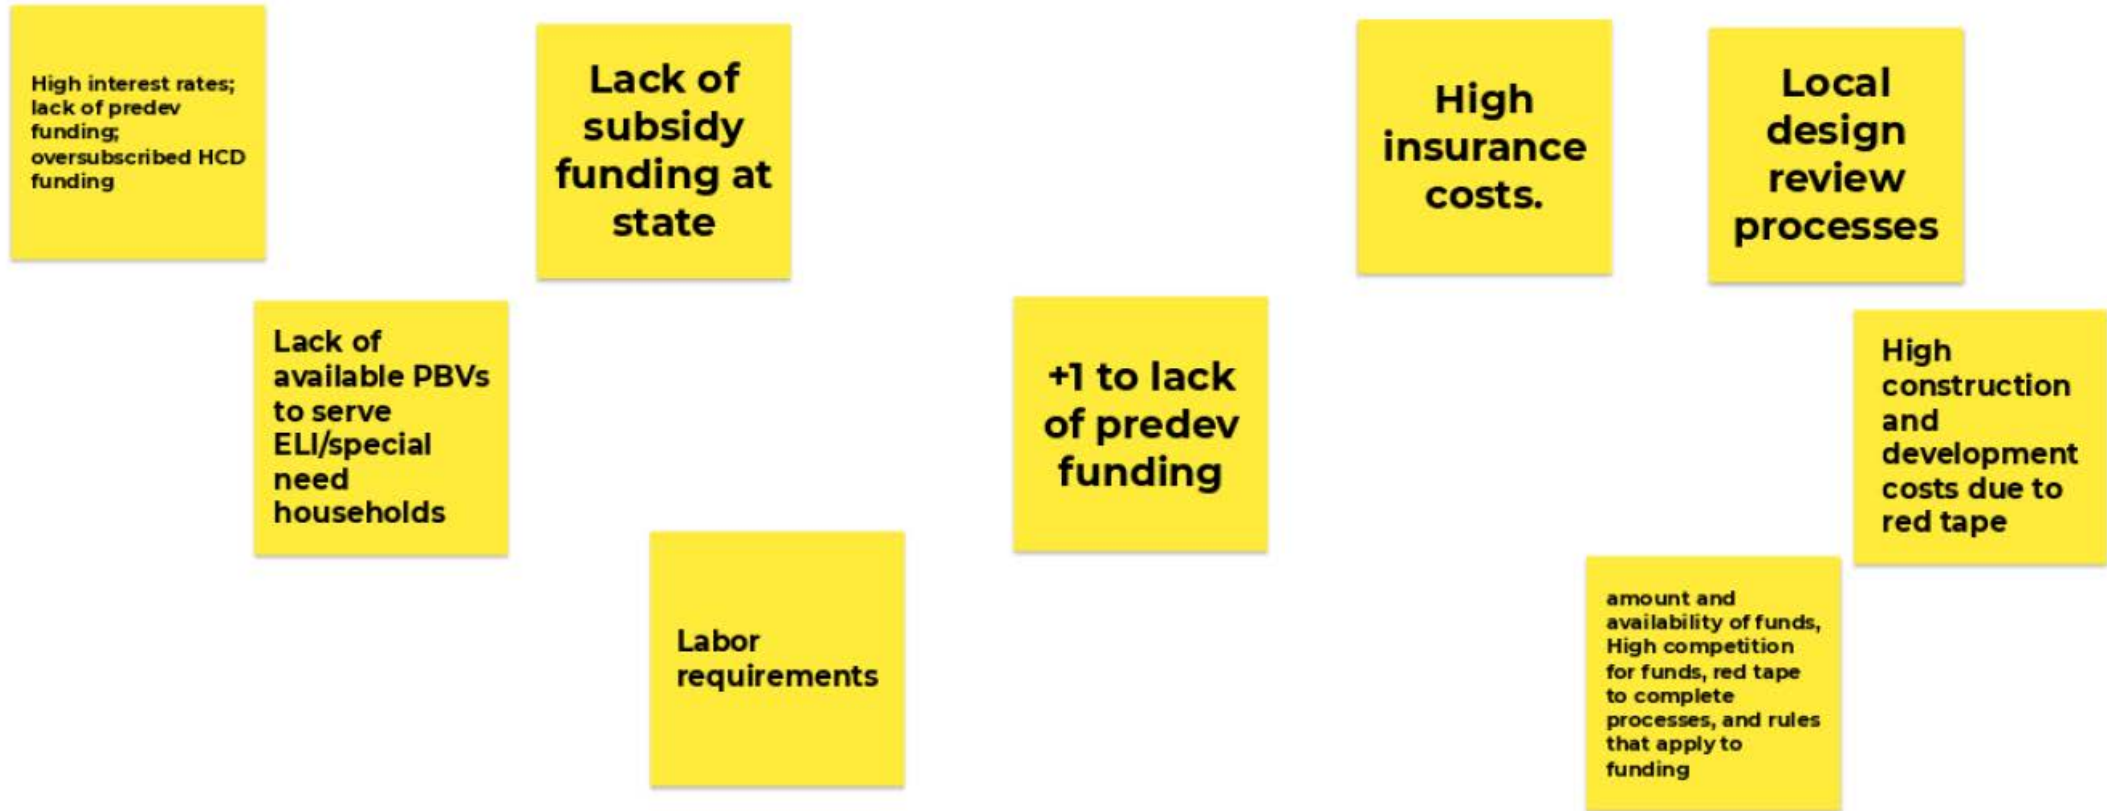 High interest rates;
lack of predev
funding;
oversubscribed HCD
funding
Lack of
subsidy
funding at
state
High
insurance
costs.
Local
design
review
processes
Lack of
available PBVs
to serve
ELI/special
need
households
+1 to lack
of predev
funding
High
construction
and
development
costs due to
red tape
Labor
requirements
amount and
availability of funds,
High competition
for funds, red tape
to complete
processes, and rules
that apply to
funding